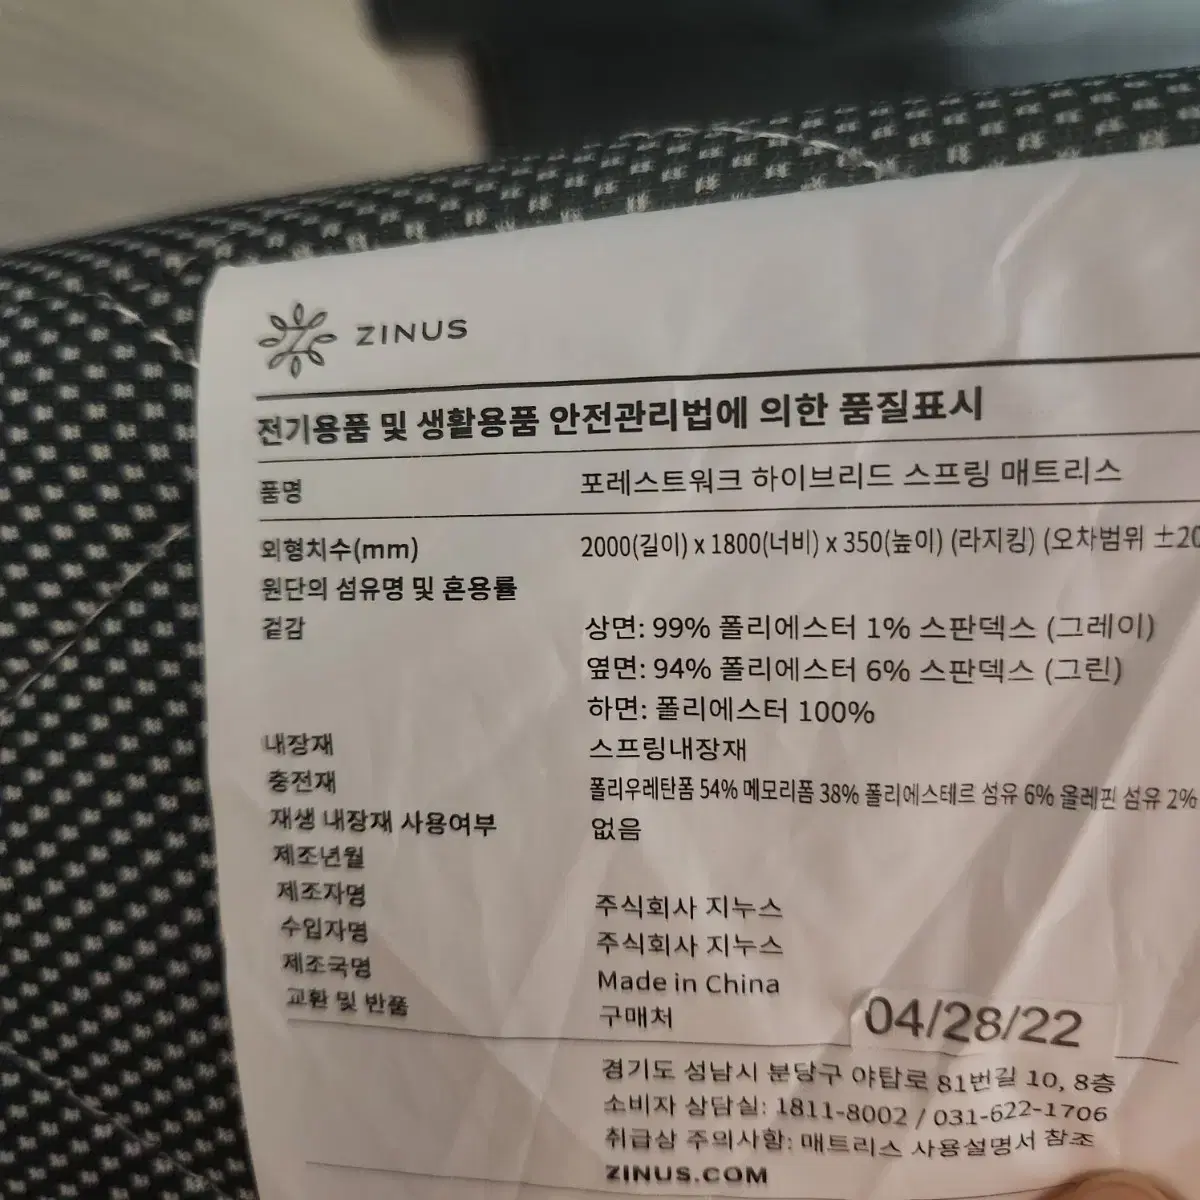 ZINUS
전기용품 및 생활용품 안전관리법에 의한 품질표시
품명 포레스트워크 하이브리드 스프링 매트리스
외형치수(mm) 2000(길이) x 1800(너비) x 350(높이) (라지킹) (오차범위 ±20
원단의 섬유명 및 혼용률
겉감 상면: 99% 폴리에스터 1% 스판덱스 (그레이)
옆면: 94% 폴리에스터 6% 스판덱스 (그린)
하면: 폴리에스터 100%
내장재 스프링내장재
충전재 폴리우레탄폼 54% 메모리폼 38% 폴리에스테르 섬유 6% 올레핀 섬유 2%
재생 내장재 사용여부 없음
제조년월
제조자명 주식회사 지누스
수입자명 주식회사 지누스
제조국명 Made in China
교환 및 반품 구매처
04/28/22
경기도 성남시 분당구 야탑로 81번길 10, 8층
소비자 상담실: 1811-8002 / 031-622-1706
취급상 주의사항: 매트리스 사용설명서 참조
ZINUS.COM